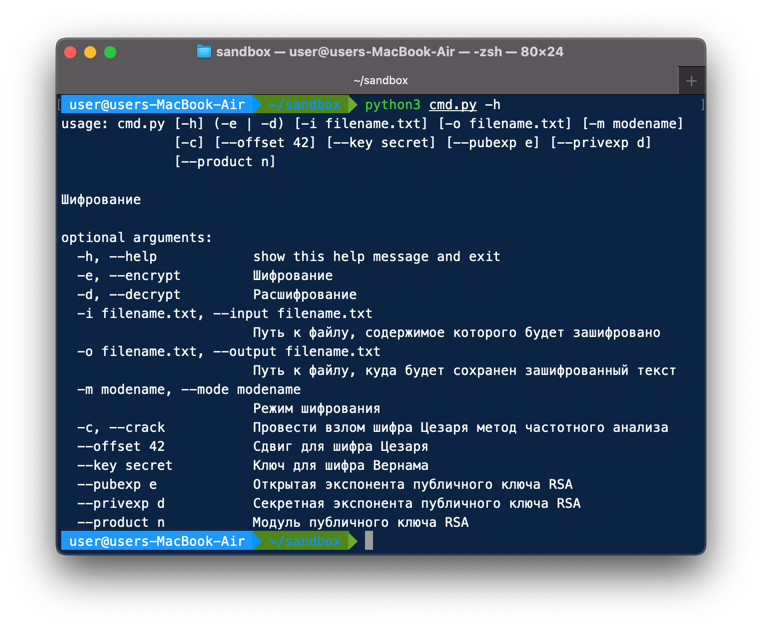 sandbox — user@users-MacBook-Air — -zsh — 80×24
~/sandbox
user@users-MacBook-Air ~/sandbox python3 cmd.py -h
usage: cmd.py [-h] (-e | -d) [-i filename.txt] [-o filename.txt] [-m modename]
[-c] [--offset 42] [--key secret] [--pubexp e] [--privexp d]
[--product n]
Шифрование
optional arguments:
-h, --help show this help message and exit
-e, --encrypt Шифрование
-d, --decrypt Расшифрование
-i filename.txt, --input filename.txt
Путь к файлу, содержимое которого будет зашифровано
-o filename.txt, --output filename.txt
Путь к файлу, куда будет сохранен зашифрованный текст
-m modename, --mode modename
Режим шифрования
-c, --crack Провести взлом шифра Цезаря метод частотного анализа
--offset 42 Сдвиг для шифра Цезаря
--key secret Ключ для шифра Вернама
--pubexp e Открытая экспонента публичного ключа RSA
--privexp d Секретная экспонента публичного ключа RSA
--product n Модуль публичного ключа RSA
user@users-MacBook-Air ~/sandbox